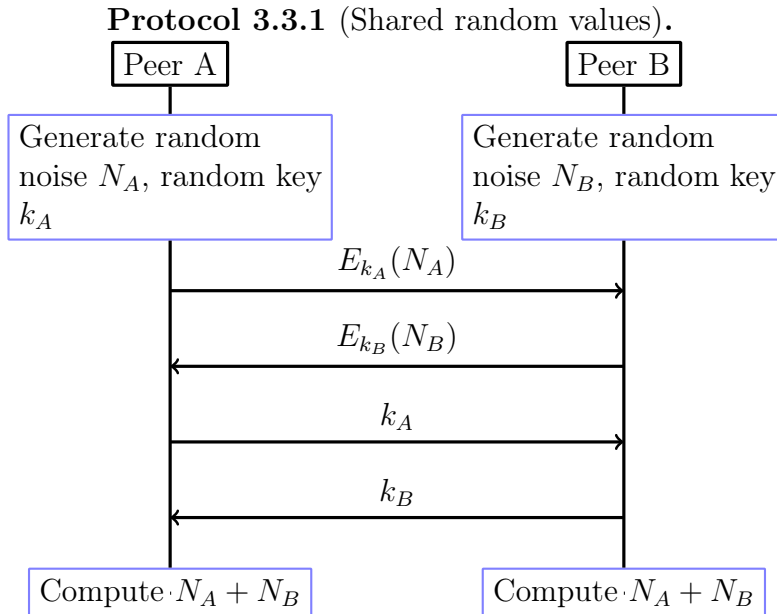 Protocol 3.3.1 (Shared random values).
Peer A
Peer B
Generate random
noise N_A, random key
k_A
Generate random
noise N_B, random key
k_B
E_{k_A}(N_A)
E_{k_B}(N_B)
k_A
k_B
Compute N_A + N_B
Compute N_A + N_B